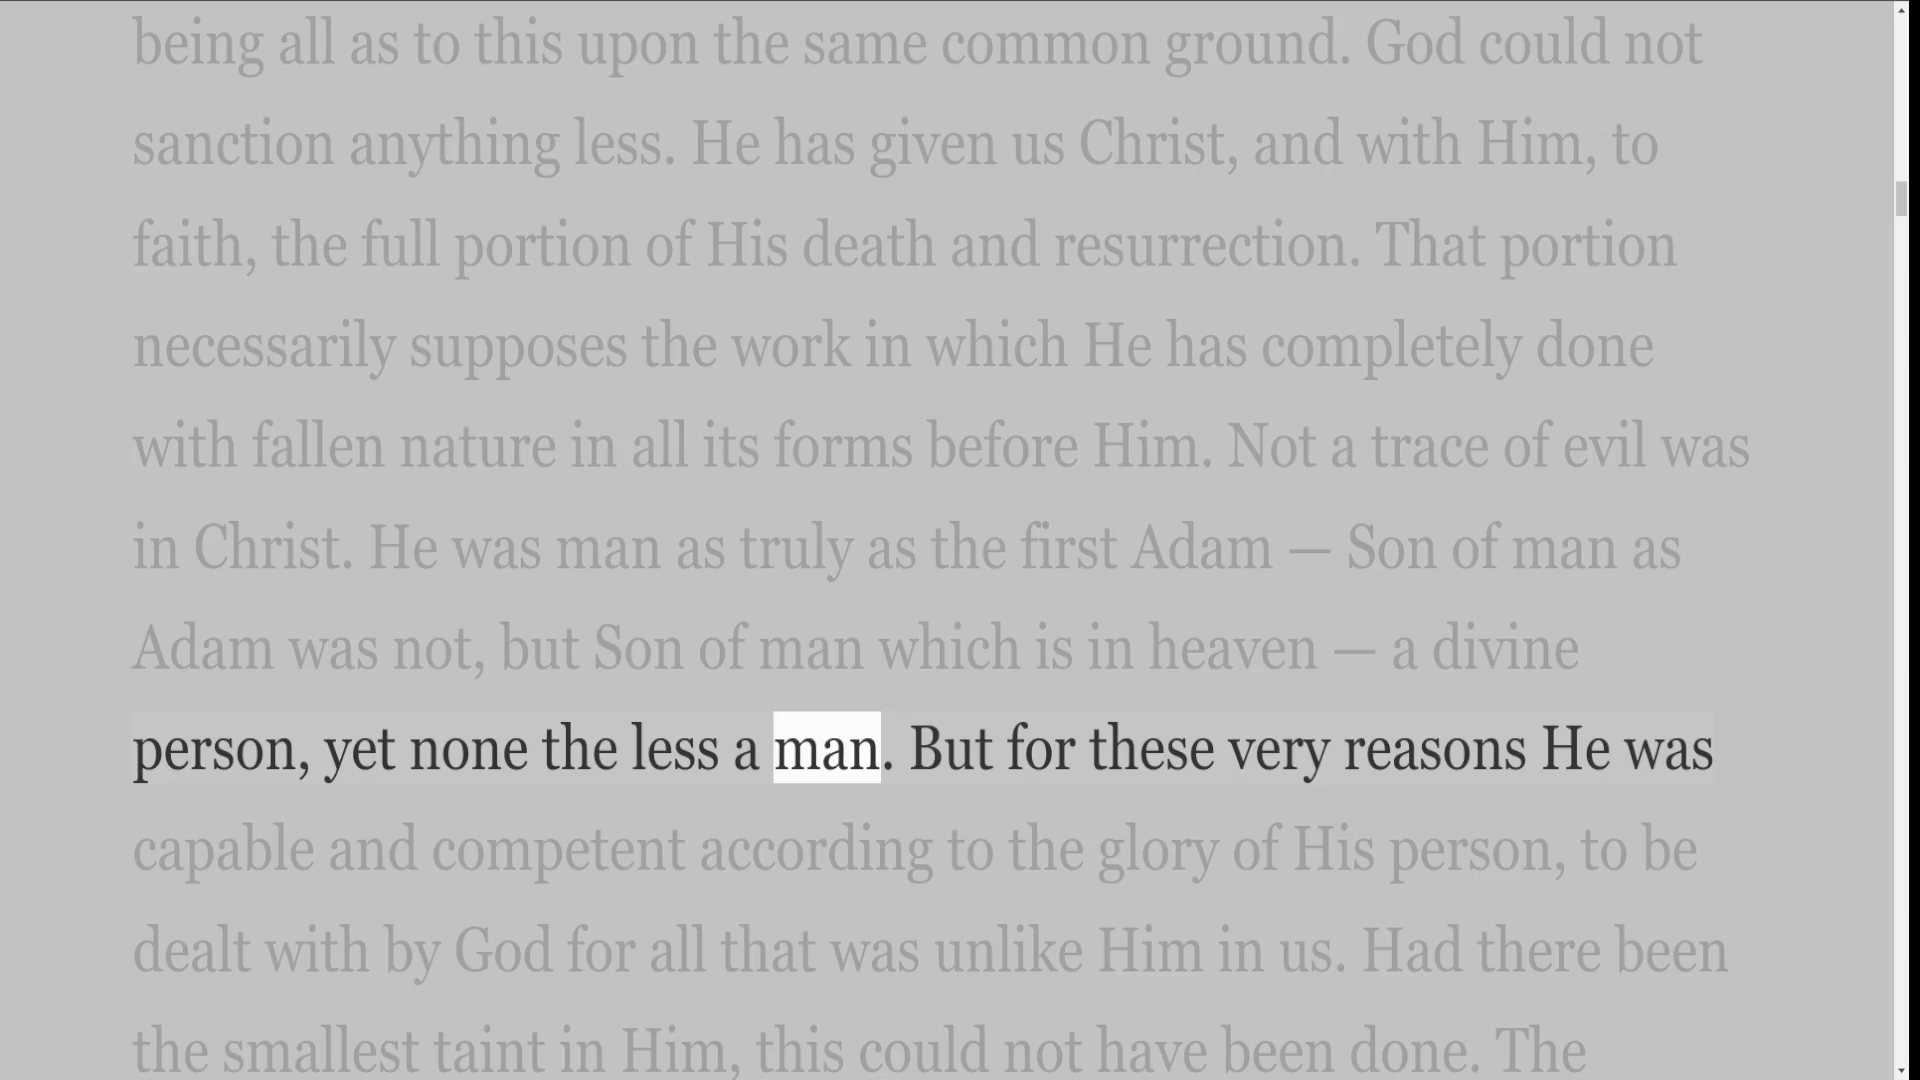 being all as to this upon the same common ground. God could not
sanction anything less. He has given us Christ, and with Him, to
faith, the full portion of His death and resurrection. That portion
necessarily supposes the work in which He has completely done
with fallen nature in all its forms before Him. Not a trace of evil was
in Christ. He was man as truly as the first Adam — Son of man as
Adam was not, but Son of man which is in heaven — a divine
person, yet none the less a man. But for these very reasons He was
capable and competent according to the glory of His person, to be
dealt with by God for all that was unlike Him in us. Had there been
the smallest taint in Him, this could not have been done. The